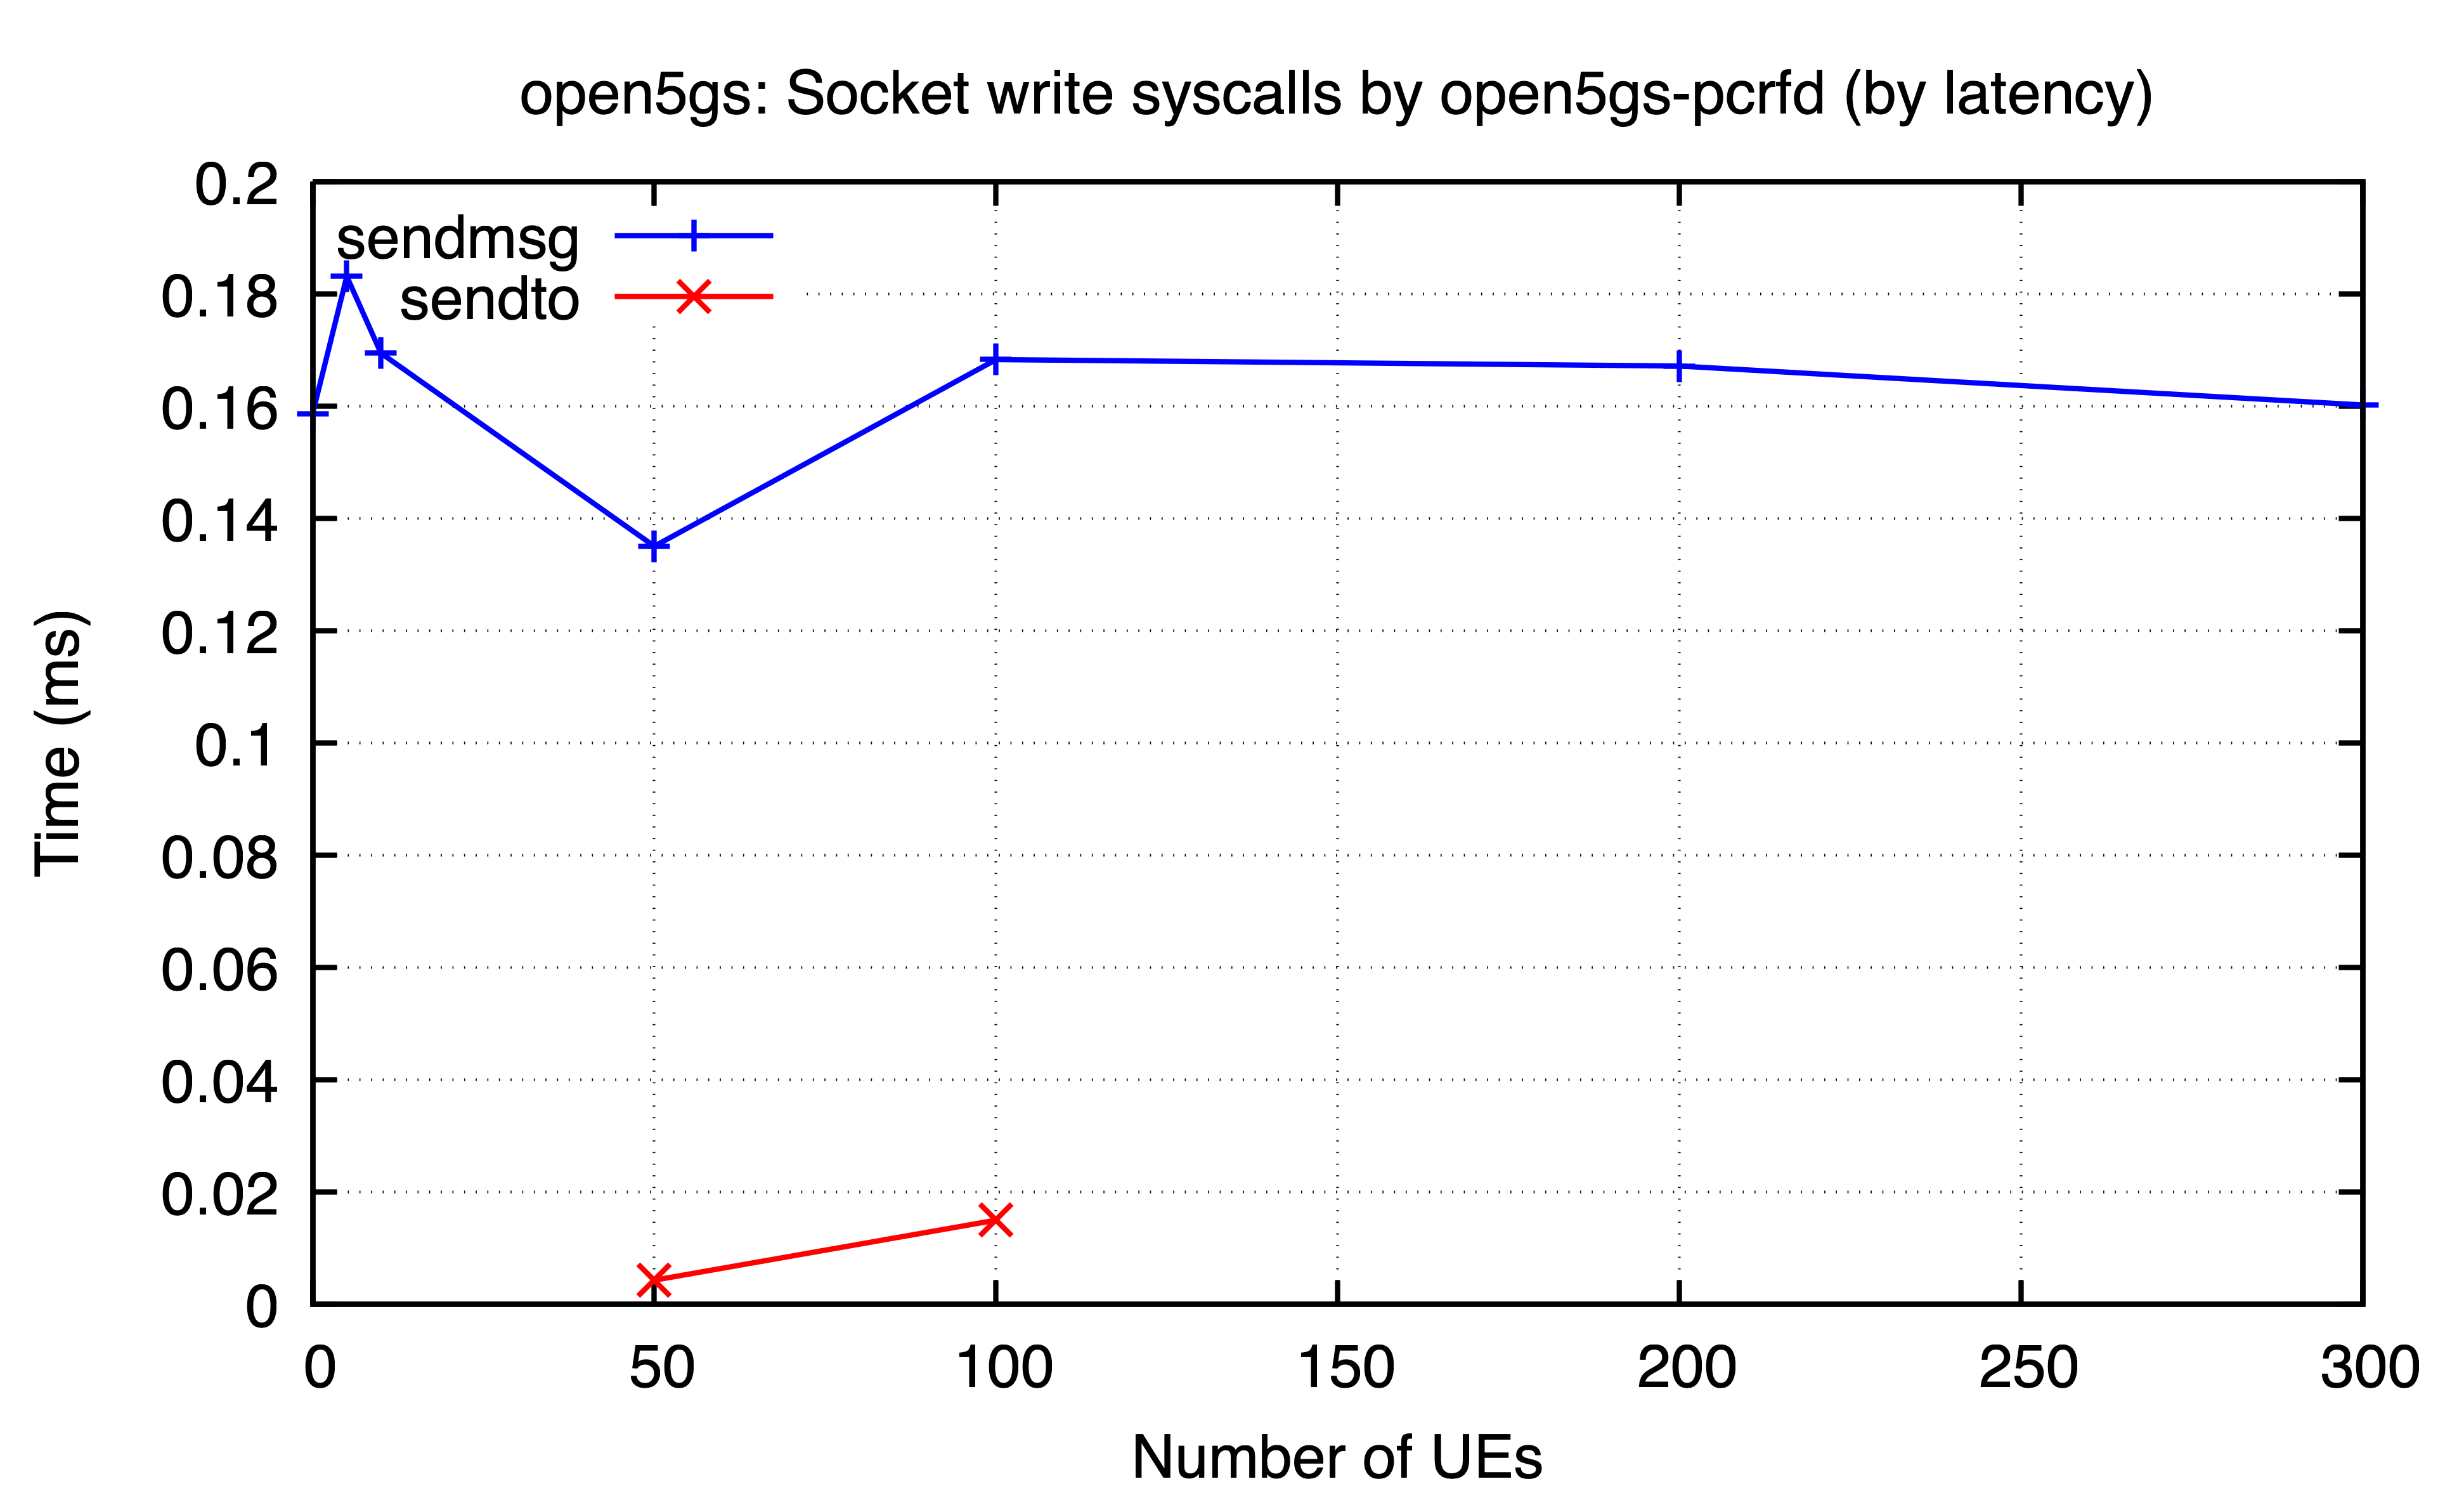 open5gs: Socket write syscalls by open5gs-pcrfd (by latency)
0.2
0.18
0.16
0.14
0.12
0.1
0.08
0.06
0.04
0.02
0
Time (ms)
sendmsg
sendto
0 50 100 150 200 250 300
Number of UEs